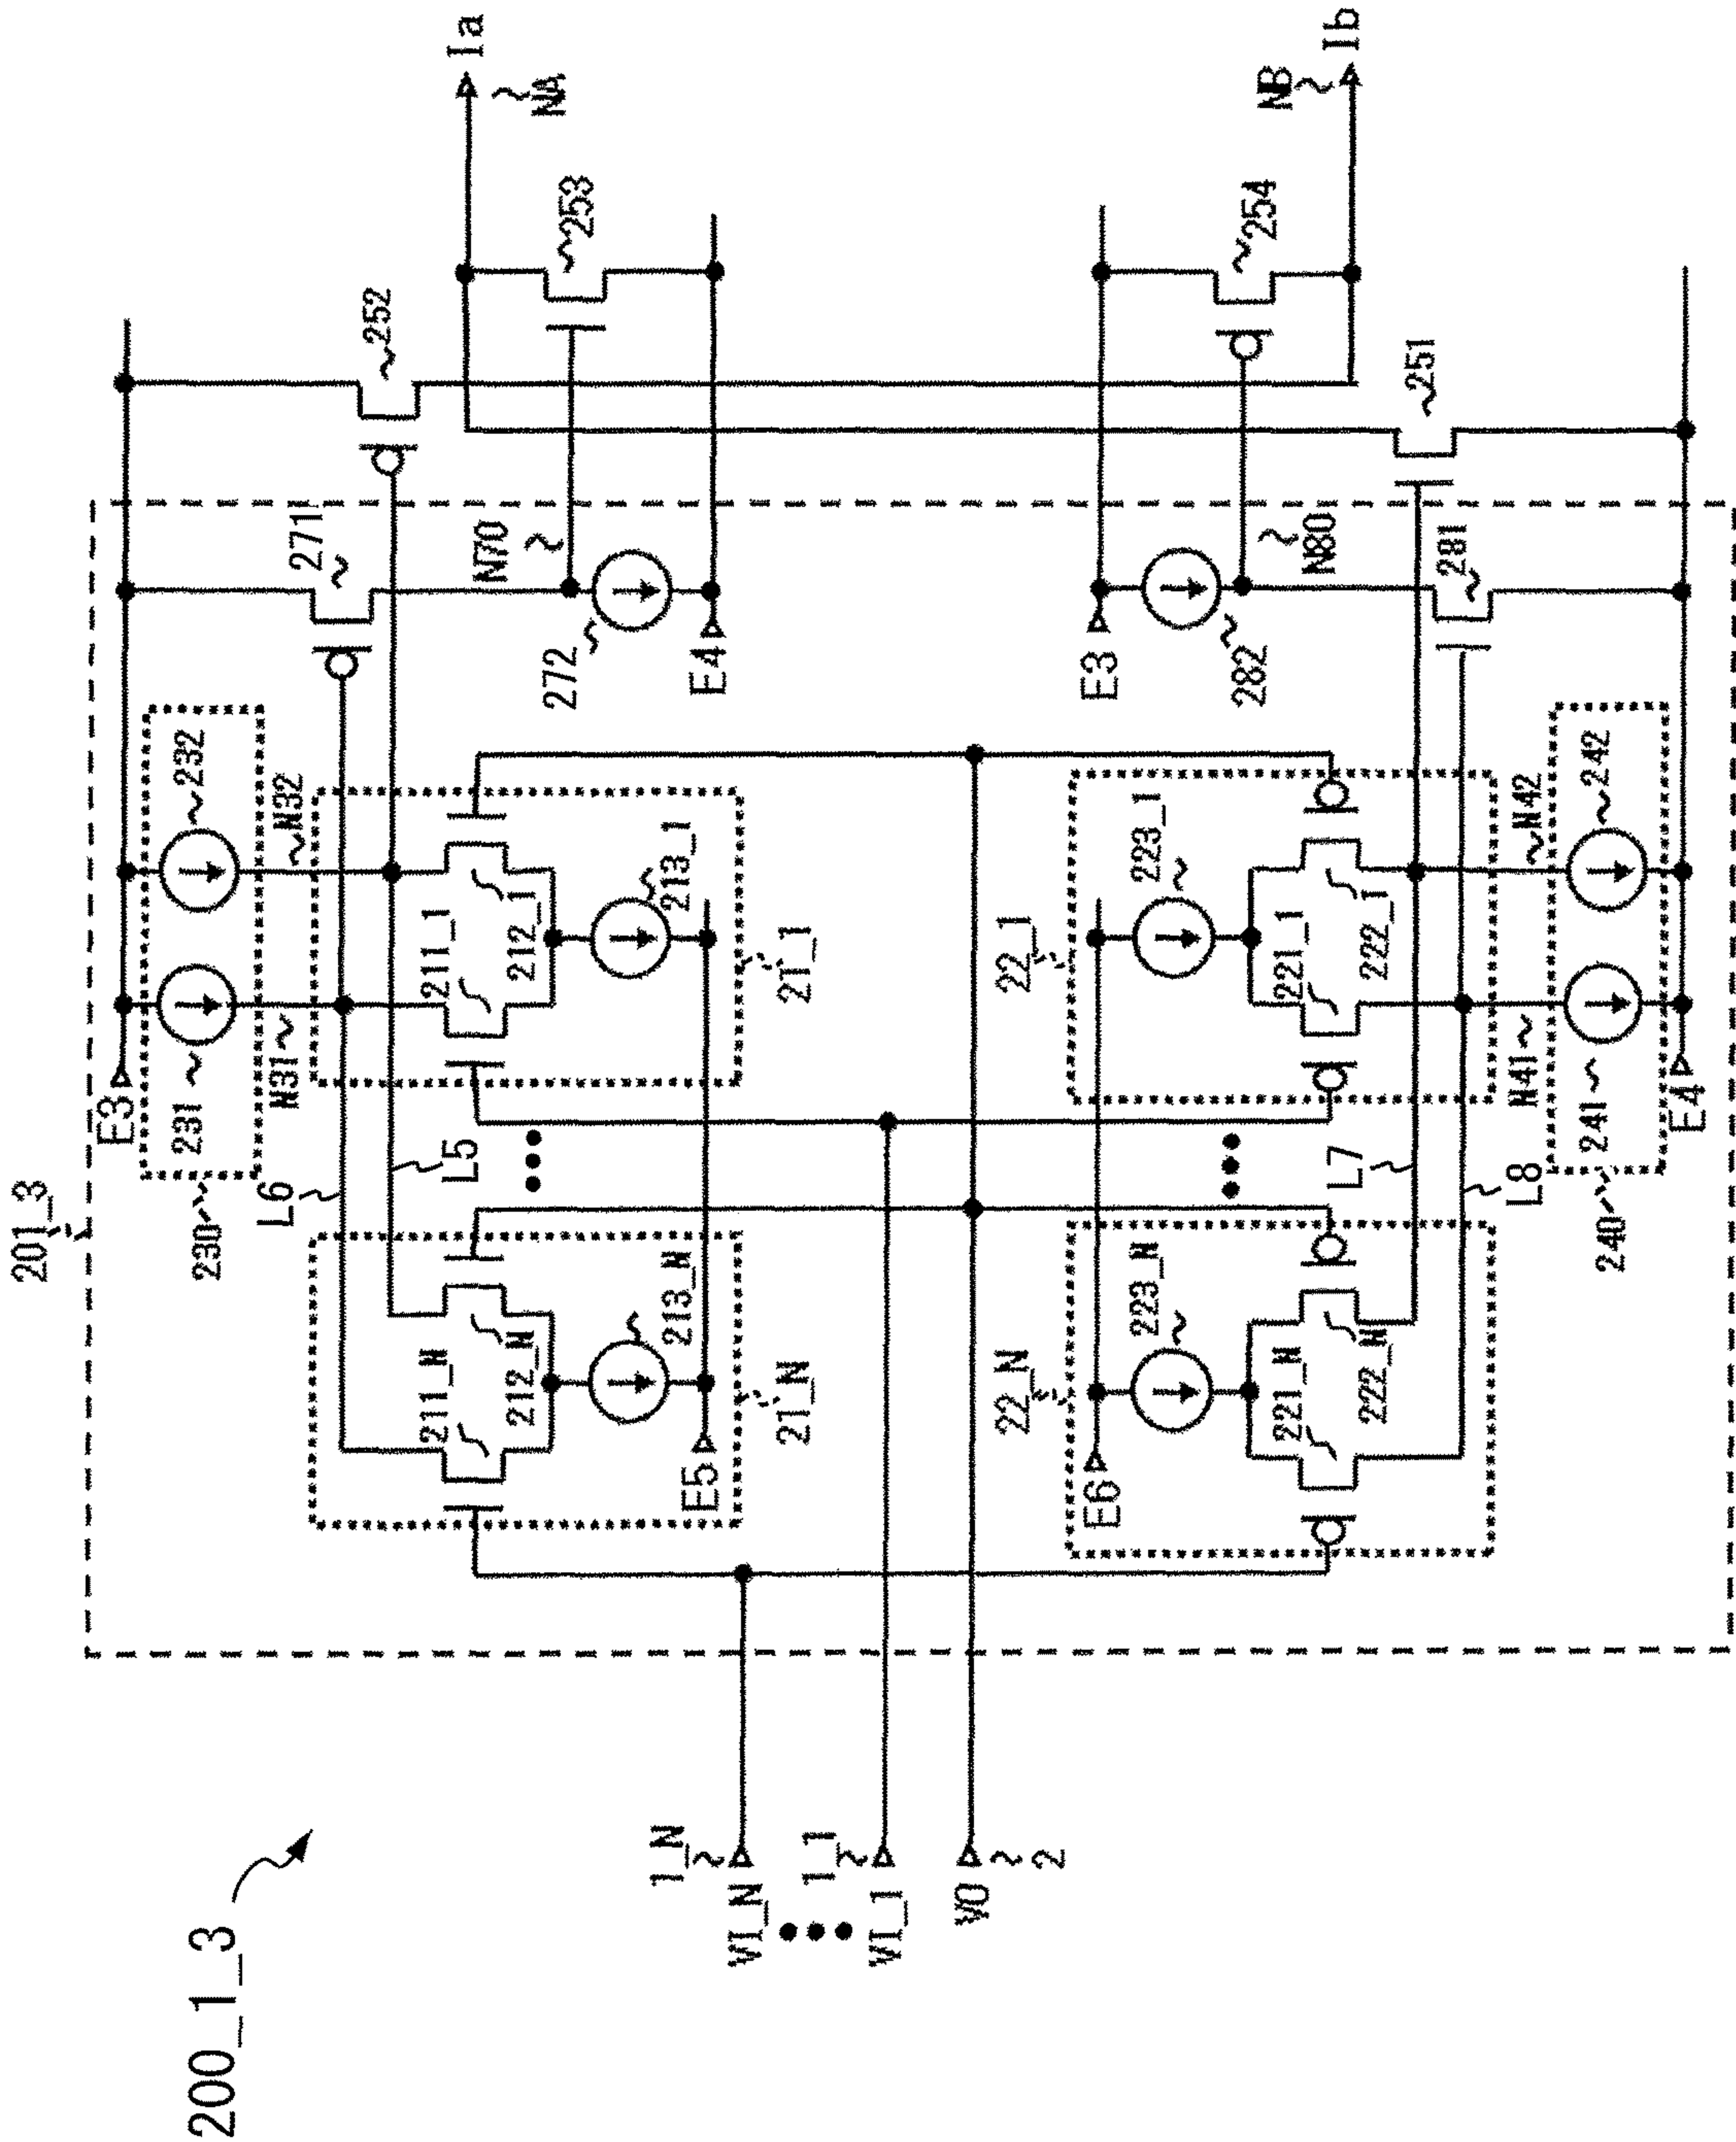 200_1_3
201_3
E3
230
231
232
N31
N32
L6
L5
271
252
Ia
NA
253
N70
272
E4
211_N
212_N
213_N
21_N
E5
211_1
212_1
213_1
21_1
1_N
VI_N
1_1
VI_1
VO
2
E6
22_N
223_N
221_N
222_N
22_1
223_1
221_1
222_1
E3
282
N80
254
NB
Ib
251
281
L7
L8
N41
N42
240
241
242
E4